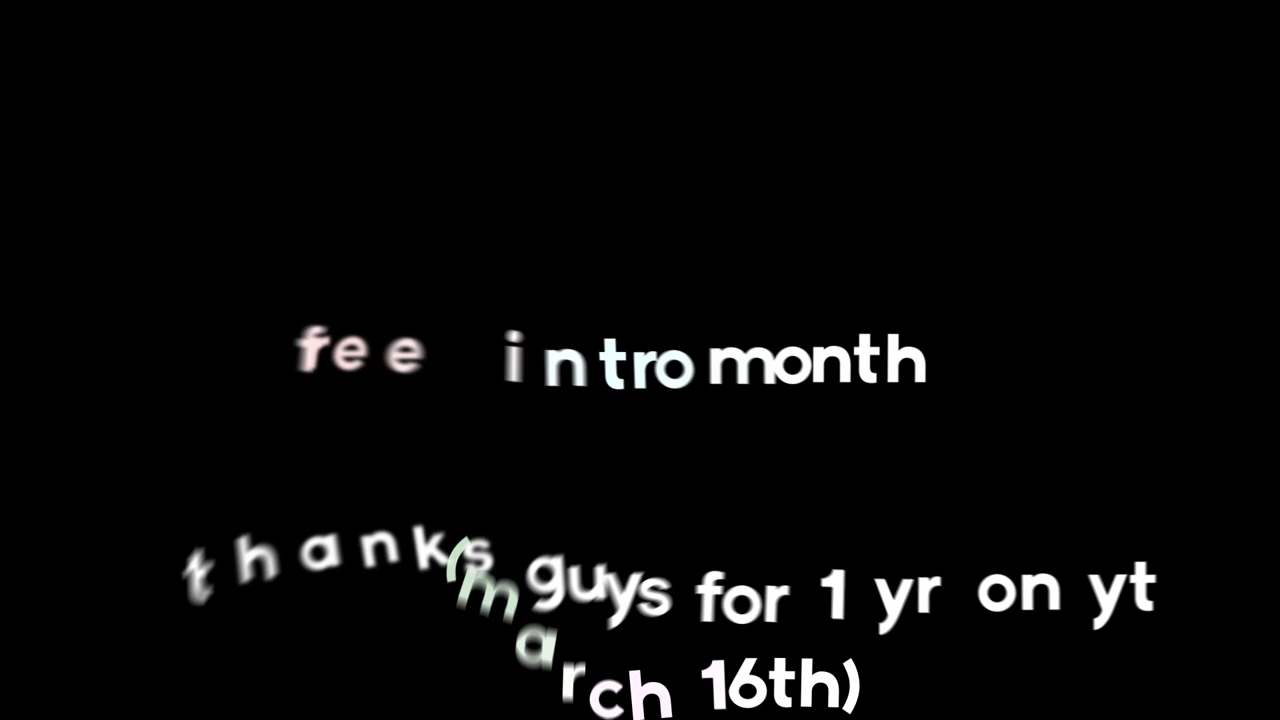 fee intro month
thanks guys for 1 yr on yt
(march 16th)